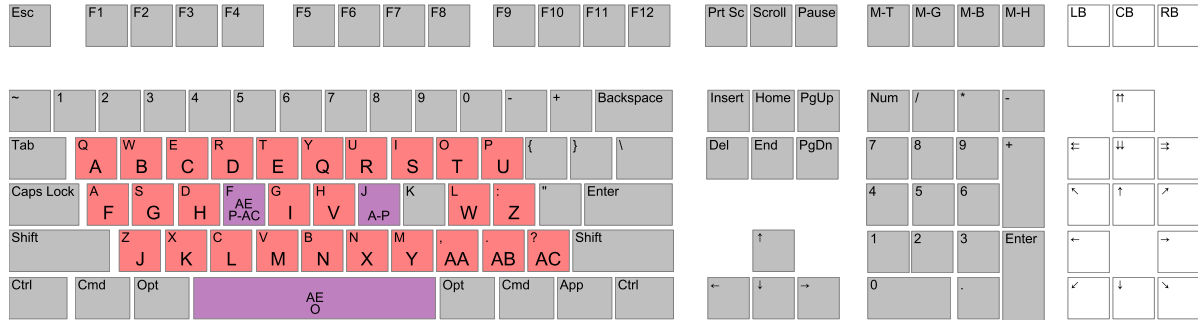 Esc F1 F2 F3 F4 F5 F6 F7 F8 F9 F10 F11 F12 Prt Sc Scroll Pause M-T M-G M-B M-H LB CB RB
~ 1 2 3 4 5 6 7 8 9 0 - + Backspace Insert Home PgUp Num / * - ⇈
Tab Q W E R T Y U I O P { } \ Del End PgDn 7 8 9 + ⇇ ⇊ ⇉
A B C D E Q R S T U
Caps Lock A S D F G H J K L : " Enter 4 5 6 ↖ ↑ ↗
F G H AE P-AC I V A-P W Z
Shift Z X C V B N M , . ? Shift ↑ 1 2 3 Enter ← →
J K L M N X Y AA AB AC
Ctrl Cmd Opt Opt Cmd App Ctrl ← ↓ → 0 . ↙ ↓ ↘
AE
O